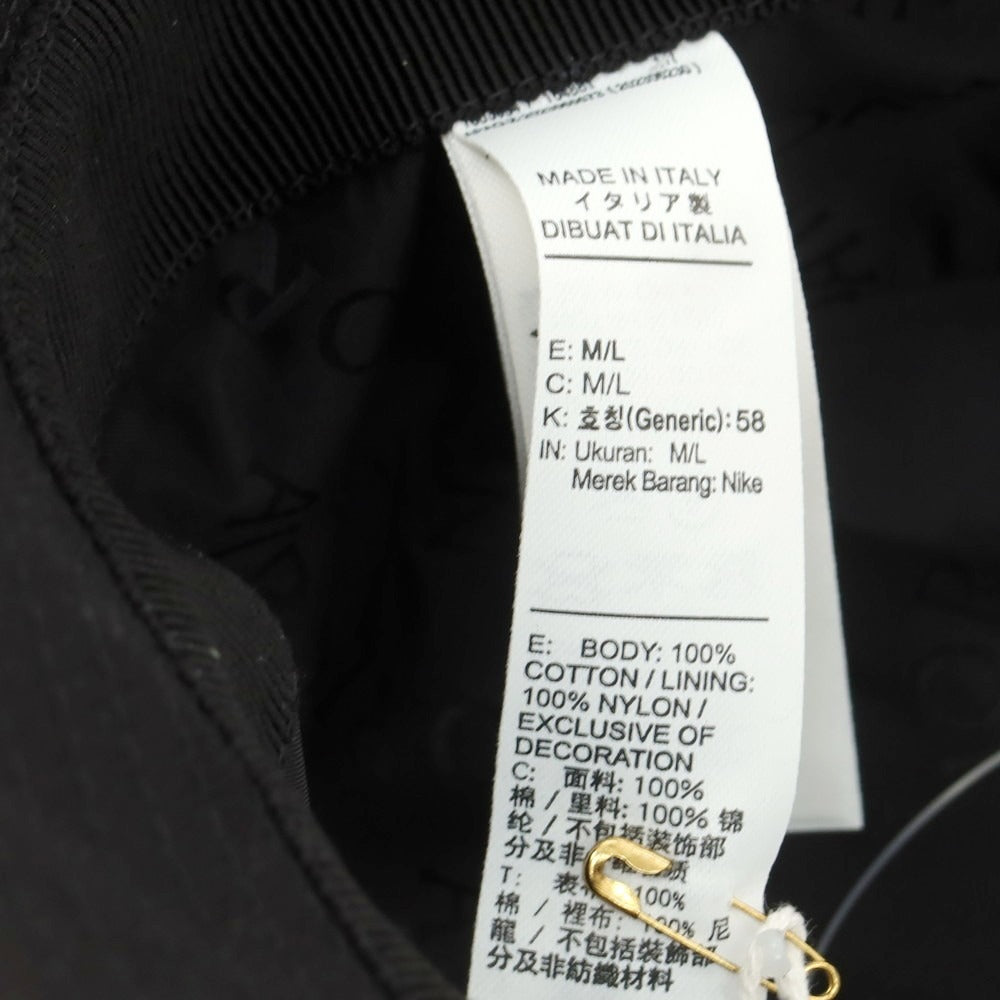 MADE IN ITALY
イタリア製
DIBUAT DI ITALIA
E: M/L
C: M/L
K: 호칭(Generic): 58
IN: Ukuran: M/L
Merek Barang: Nike
E: BODY: 100%
COTTON / LINING:
100% NYLON /
EXCLUSIVE OF
DECORATION
C: 面料: 100%
棉 / 里料: 100% 锦
纶 / 不包括装饰部
分及非
T: 表 100%
棉 / 裡布: 尼
龍 / 不包括裝飾部
分及非紡織材料